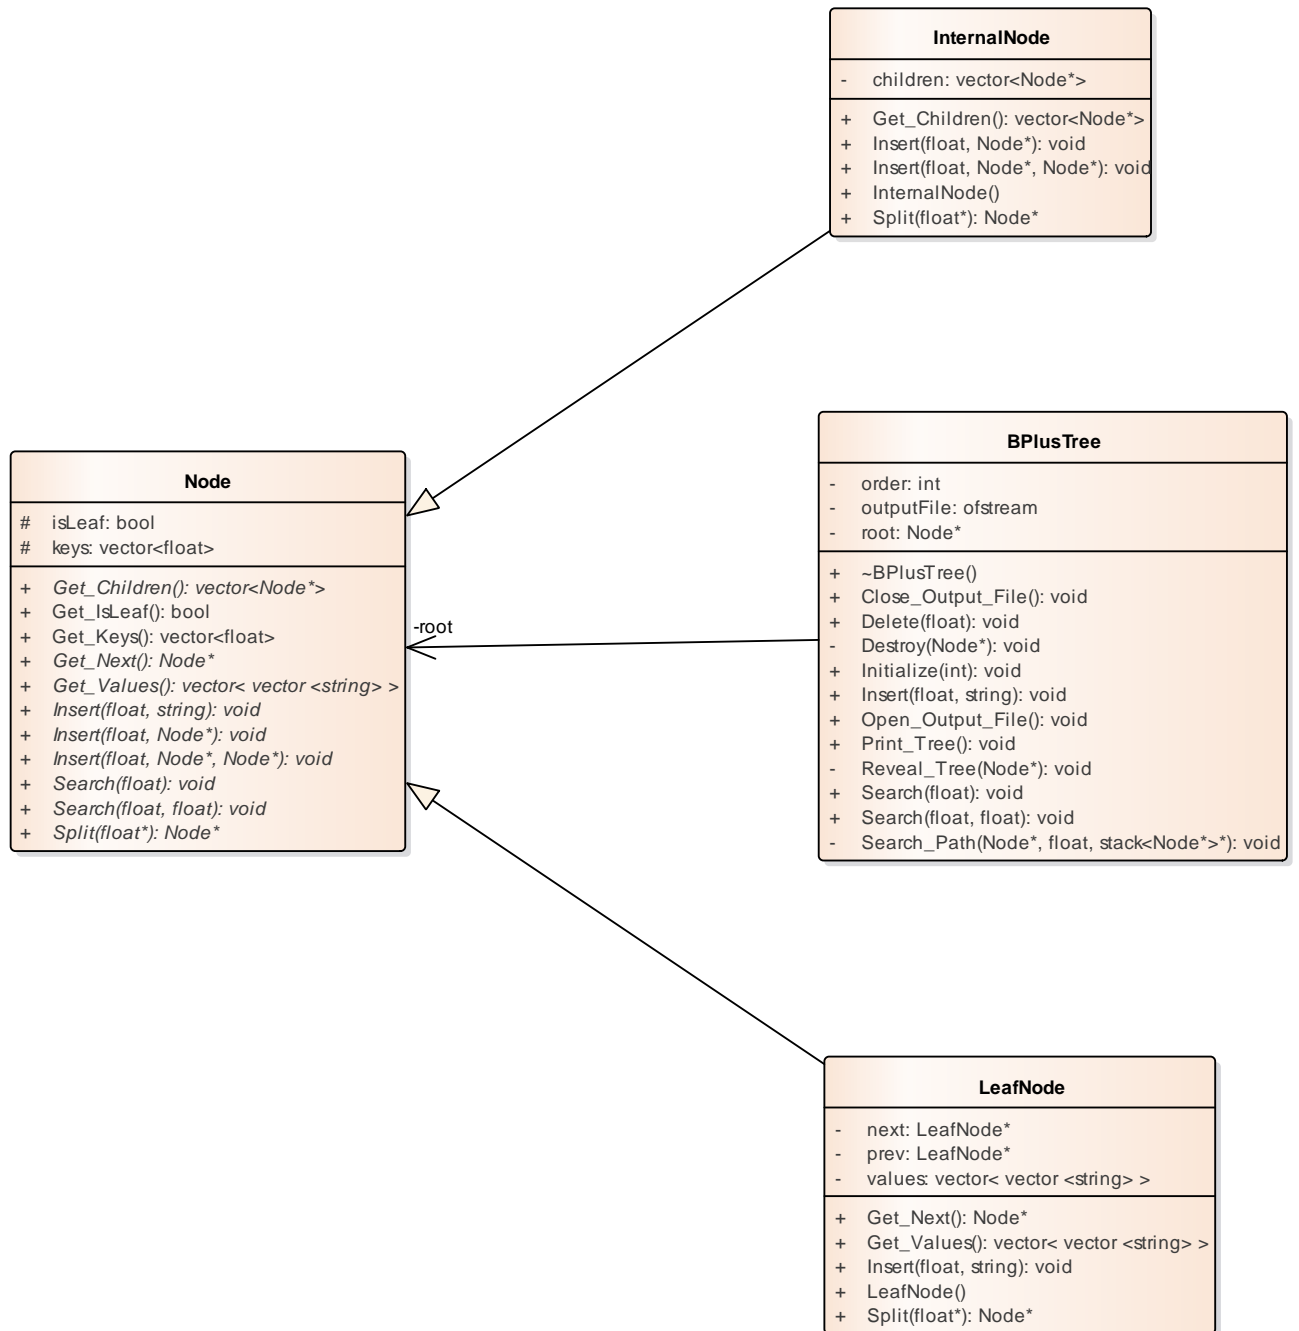 InternalNode
- children: vector<Node*>
+ Get_Children(): vector<Node*>
+ Insert(float, Node*): void
+ Insert(float, Node*, Node*): void
+ InternalNode()
+ Split(float*): Node*
Node
# isLeaf: bool
# keys: vector<float>
+ Get_Children(): vector<Node*>
+ Get_IsLeaf(): bool
+ Get_Keys(): vector<float>
+ Get_Next(): Node*
+ Get_Values(): vector< vector <string> >
+ Insert(float, string): void
+ Insert(float, Node*): void
+ Insert(float, Node*, Node*): void
+ Search(float): void
+ Search(float, float): void
+ Split(float*): Node*
-root
BPlusTree
- order: int
- outputFile: ofstream
- root: Node*
+ ~BPlusTree()
+ Close_Output_File(): void
+ Delete(float): void
- Destroy(Node*): void
+ Initialize(int): void
+ Insert(float, string): void
+ Open_Output_File(): void
+ Print_Tree(): void
- Reveal_Tree(Node*): void
+ Search(float): void
+ Search(float, float): void
- Search_Path(Node*, float, stack<Node*>*): void
LeafNode
- next: LeafNode*
- prev: LeafNode*
- values: vector< vector <string> >
+ Get_Next(): Node*
+ Get_Values(): vector< vector <string> >
+ Insert(float, string): void
+ LeafNode()
+ Split(float*): Node*